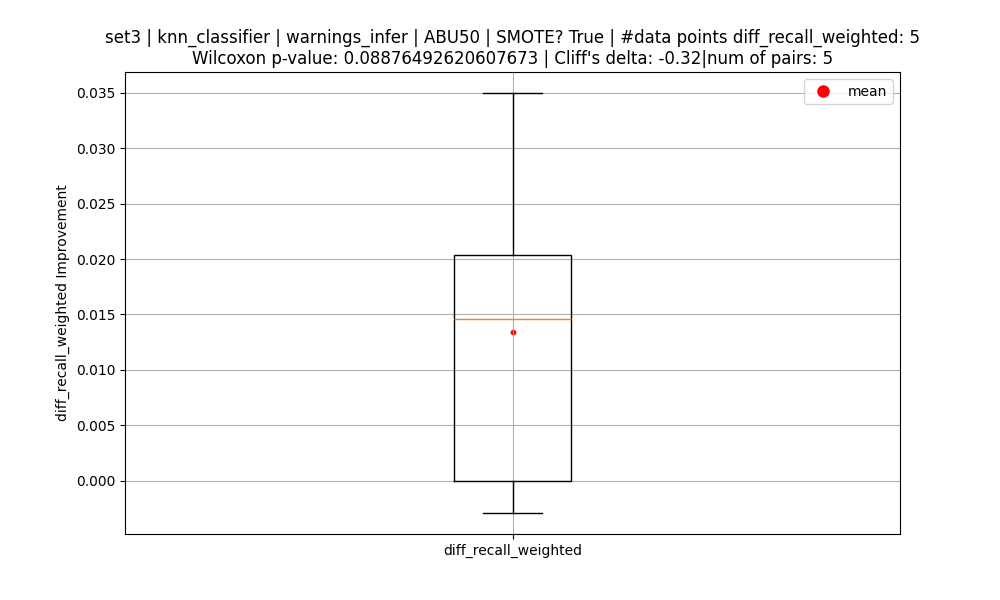 set3 | knn_classifier | warnings_infer | ABU50 | SMOTE? True | #data points diff_recall_weighted: 5
Wilcoxon p-value: 0.08876492620607673 | Cliff's delta: -0.32|num of pairs: 5
mean
0.035
0.030
0.025
0.020
0.015
0.010
0.005
0.000
diff_recall_weighted Improvement
diff_recall_weighted